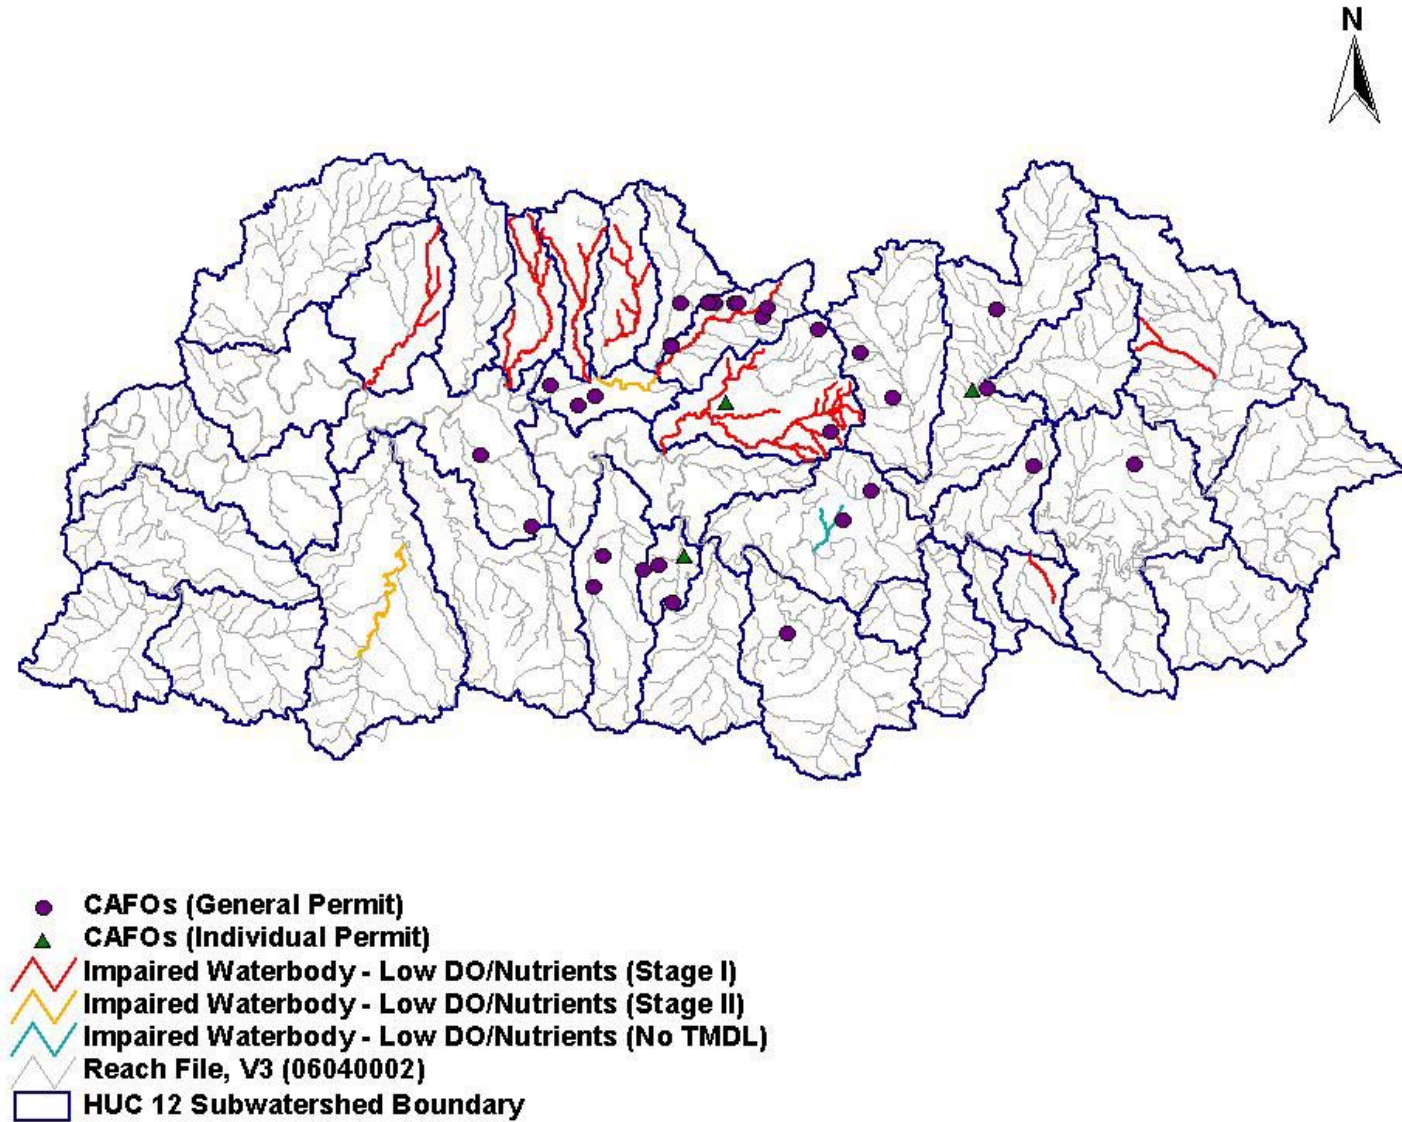 N
CAFOs (General Permit)
CAFOs (Individual Permit)
Impaired Waterbody - Low DO/Nutrients (Stage I)
Impaired Waterbody - Low DO/Nutrients (Stage II)
Impaired Waterbody - Low DO/Nutrients (No TMDL)
Reach File, V3 (06040002)
HUC 12 Subwatershed Boundary